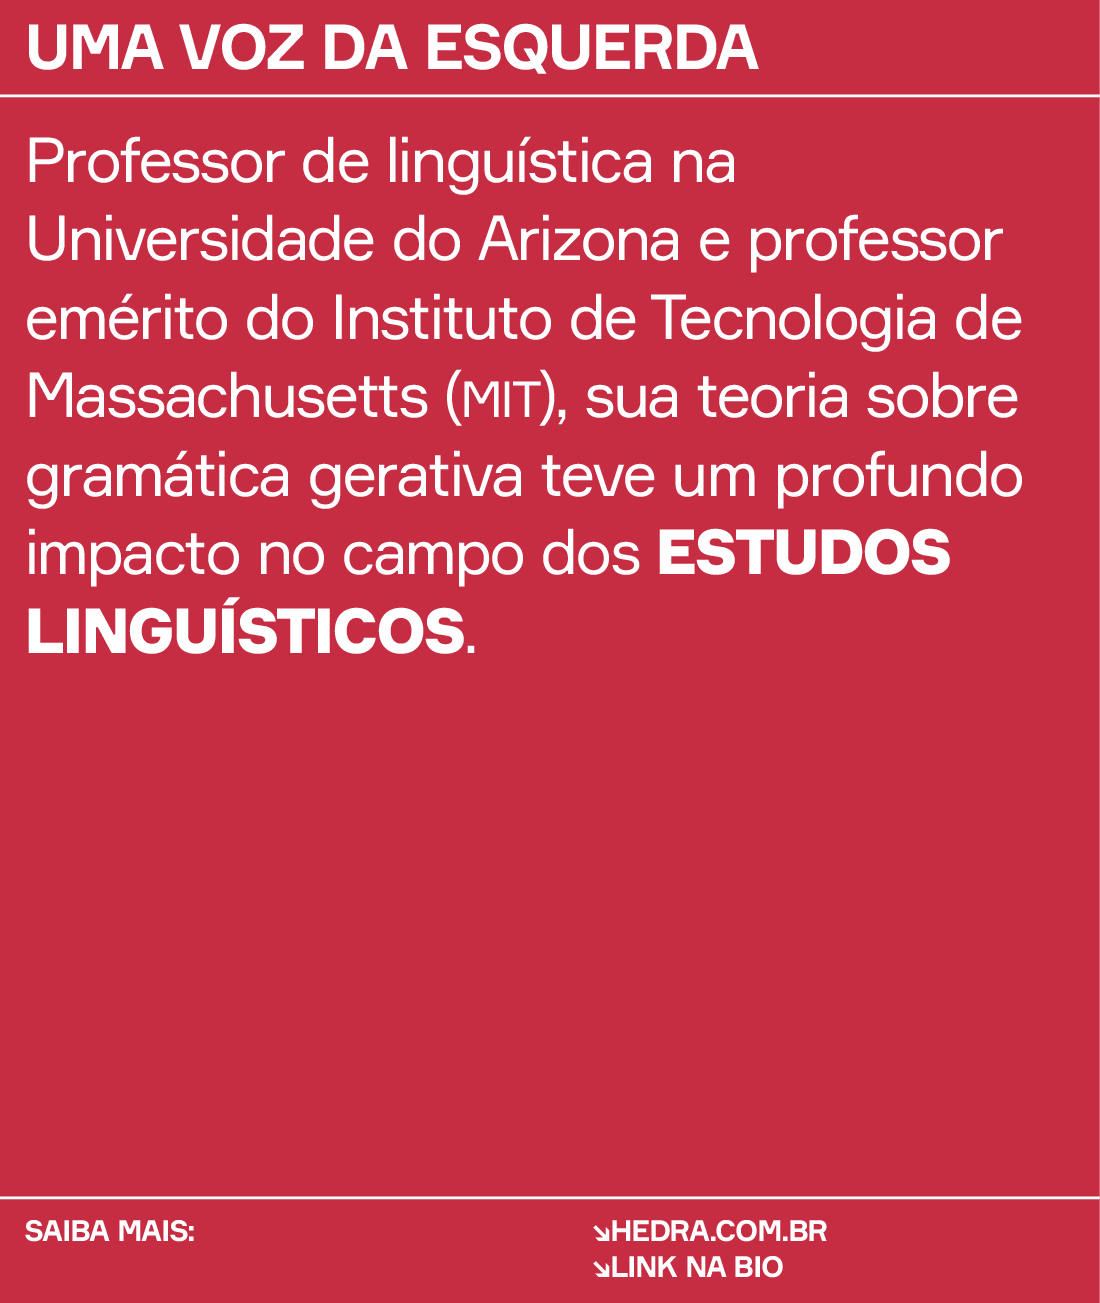 UMA VOZ DA ESQUERDA
Professor de linguística na
Universidade do Arizona e professor
emérito do Instituto de Tecnologia de
Massachusetts (MIT), sua teoria sobre
gramática gerativa teve um profundo
impacto no campo dos ESTUDOS
LINGUÍSTICOS.
SAIBA MAIS:
↘HEDRA.COM.BR
↘LINK NA BIO